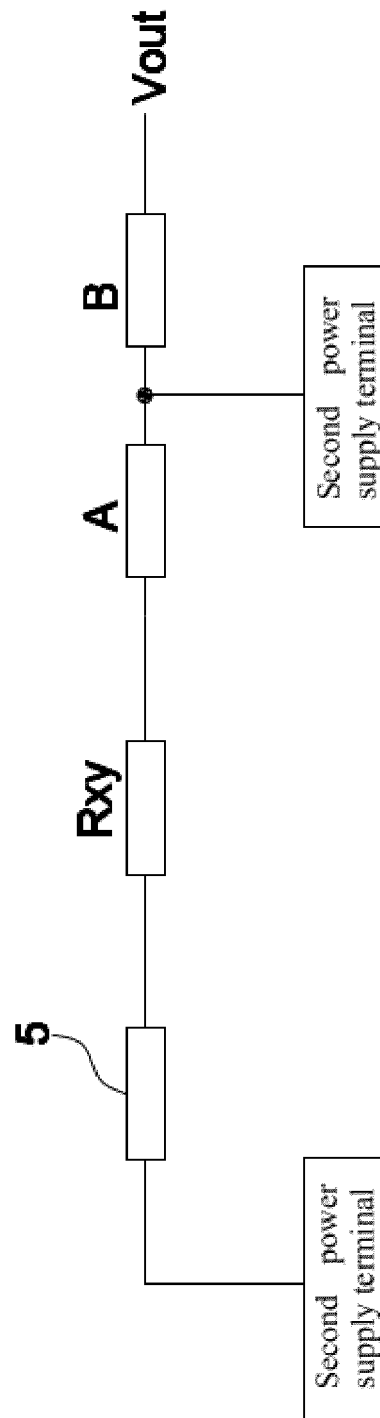 5
Rxy
A
B
Vout
Second power
supply terminal
Second power
supply terminal